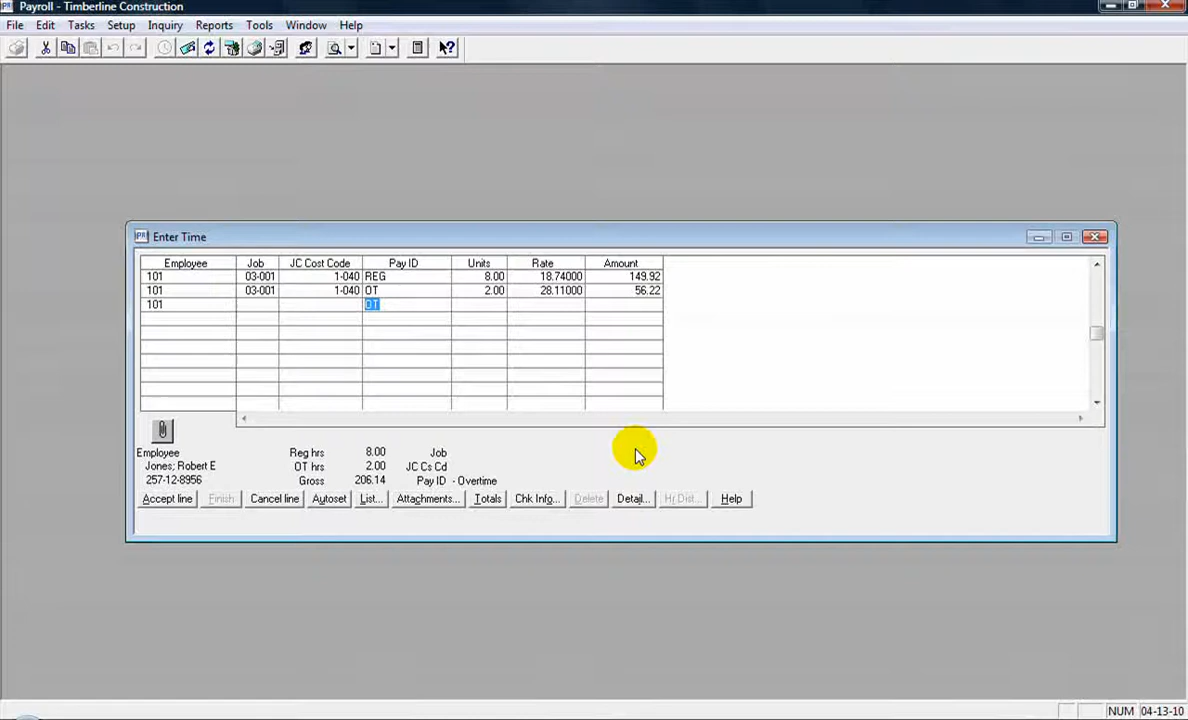 Payroll - Timberline Construction
File Edit Tasks Setup Inquiry Reports Tools Window Help
Enter Time
Employee Job JC Cost Code Pay ID Units Rate Amount
101 03-001 1-040 REG 8.00 18.74000 149.92
101 03-001 1-040 OT 2.00 28.11000 56.22
101 OT
Employee Reg hrs 8.00 Job
Jones; Robert E OT hrs 2.00 JC Cs Cd
257-12-8956 Gross 206.14 Pay ID - Overtime
Accept line Finish Cancel line Autoset List... Attachments... Totals Chk Info... Delete Detail... Hr Dist... Help
NUM 04-13-10